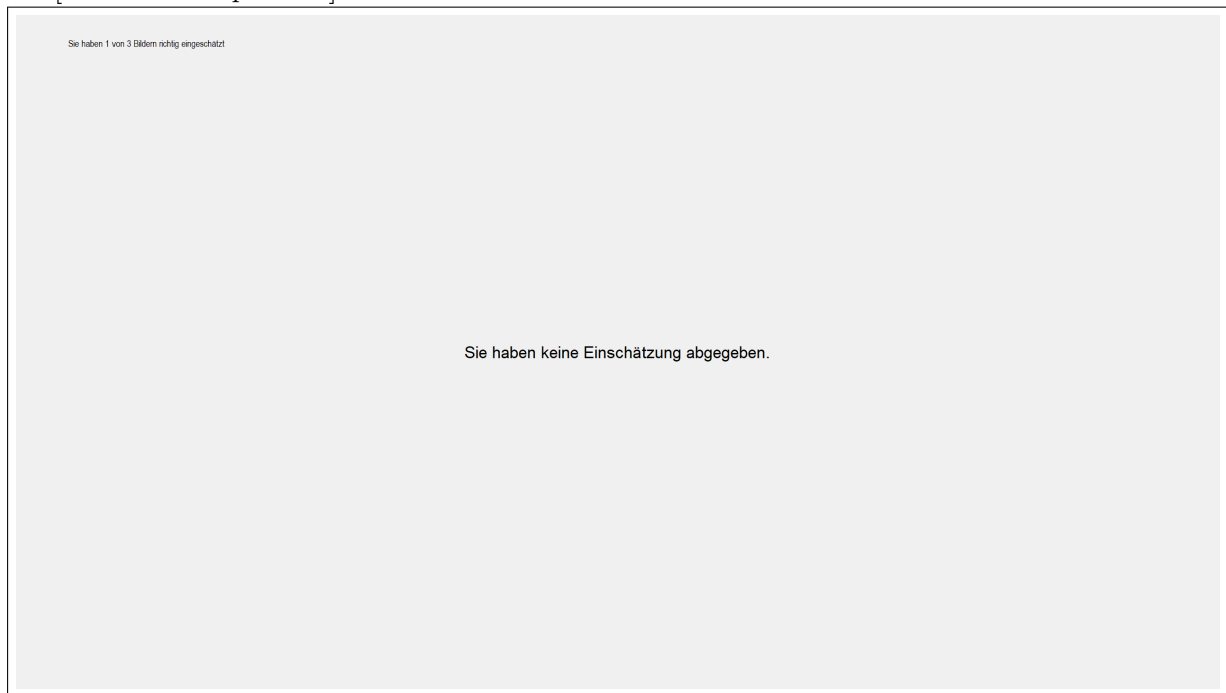 Sie haben 1 von 3 Bildern richtig eingeschätzt
Sie haben keine Einschätzung abgegeben.